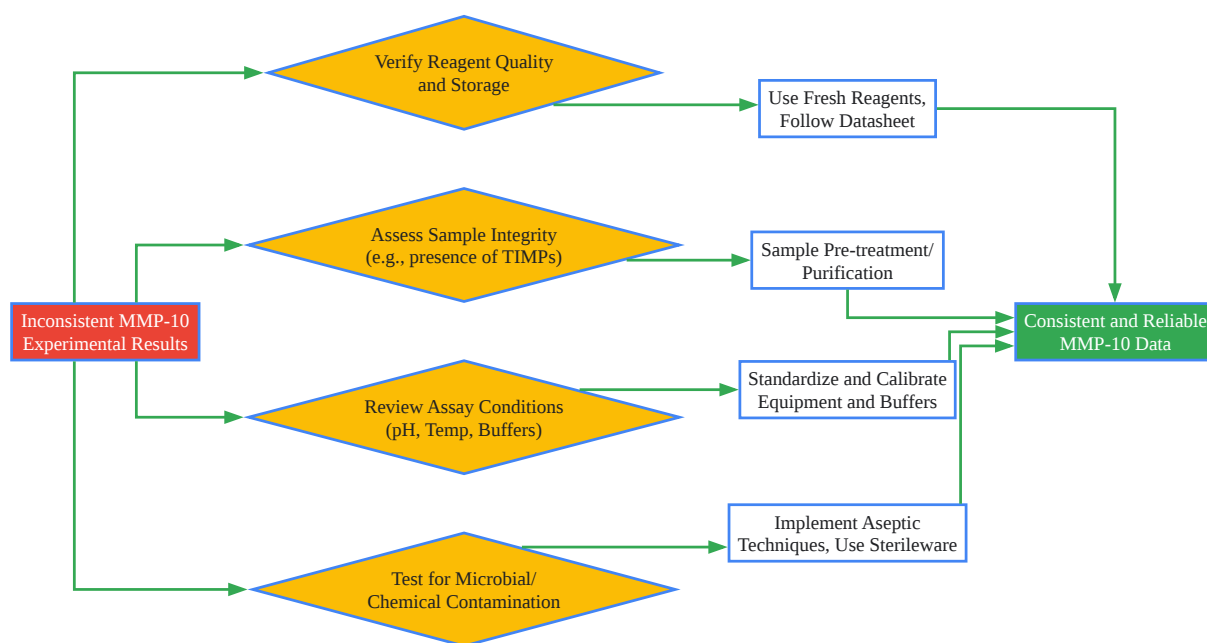 Verify Reagent Quality
and Storage
Use Fresh Reagents,
Follow Datasheet
Assess Sample Integrity
(e.g., presence of TIMPs)
Sample Pre-treatment/
Purification
Inconsistent MMP-10
Experimental Results
Consistent and Reliable
MMP-10 Data
Review Assay Conditions
(pH, Temp, Buffers)
Standardize and Calibrate
Equipment and Buffers
Test for Microbial/
Chemical Contamination
Implement Aseptic
Techniques, Use Sterileware